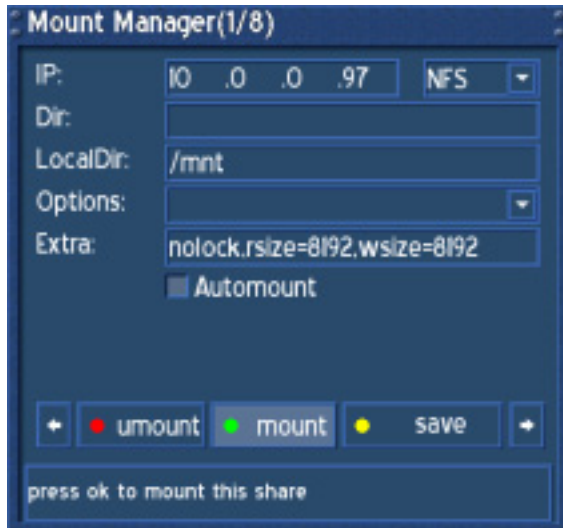 Mount Manager(1/8)
IP: 10 .0 .0 .97 NFS
Dir:
LocalDir: /mnt
Options:
Extra: nolock,rsize=8192,wsize=8192
Automount
umount mount save
press ok to mount this share